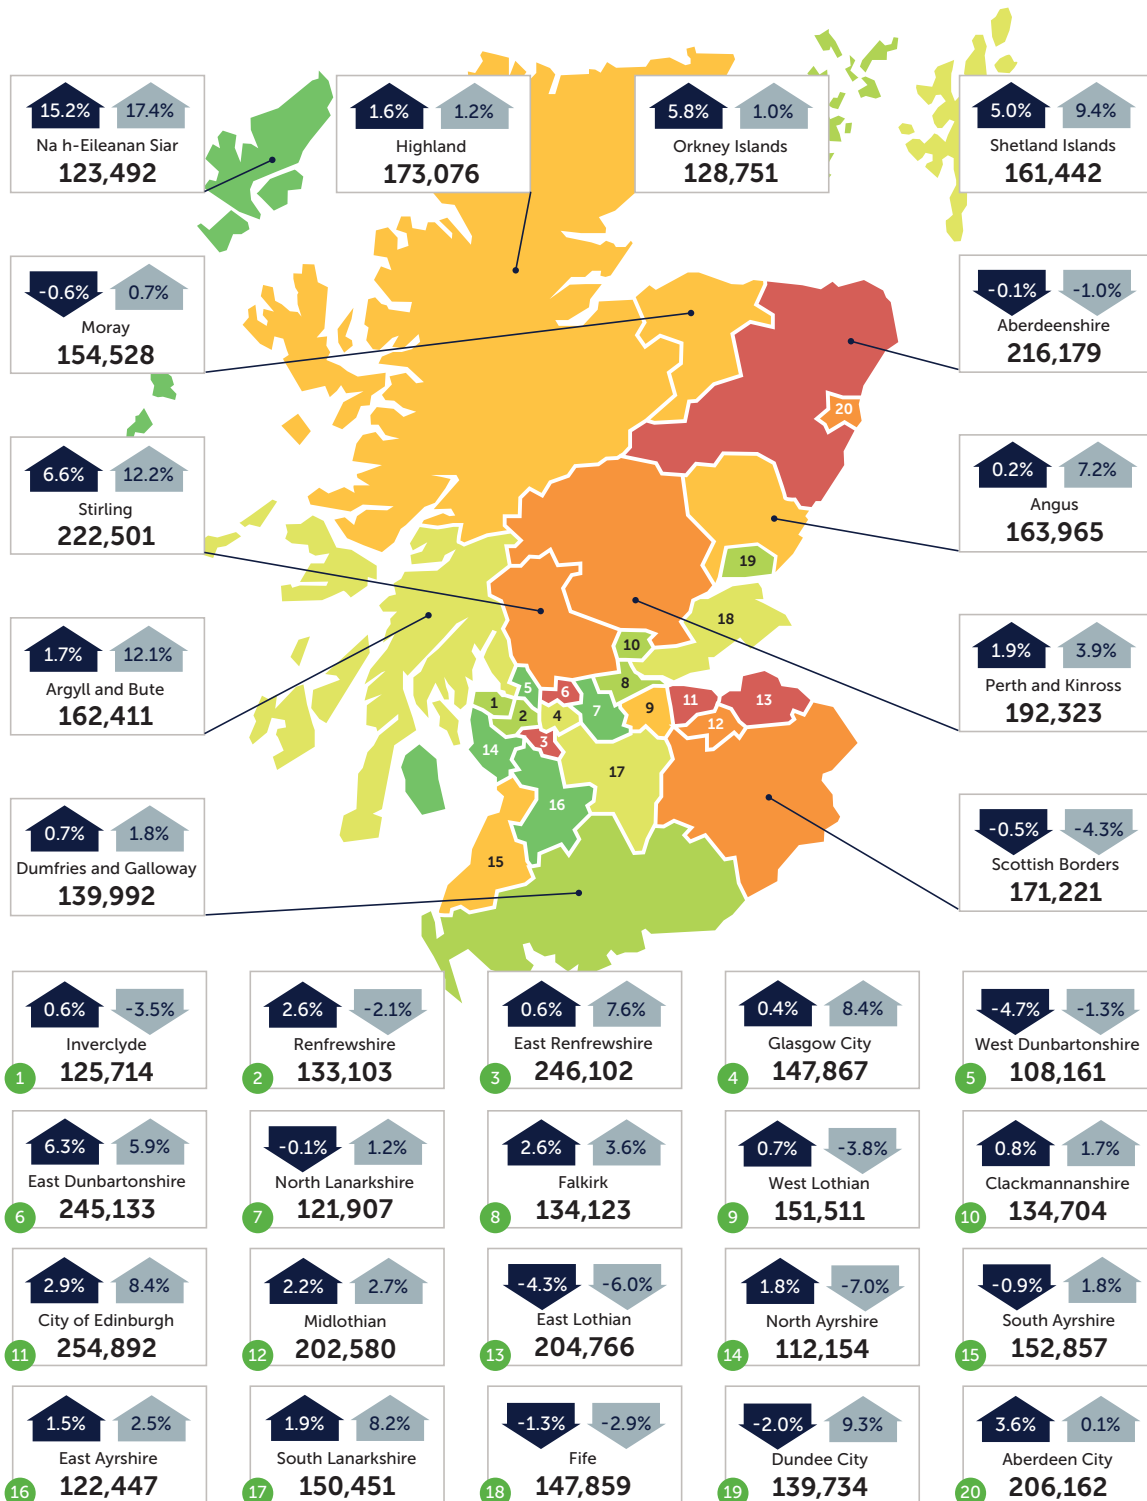 15.2% 17.4%
Na h-Eileanan Siar
123,492
1.6% 1.2%
Highland
173,076
5.8% 1.0%
Orkney Islands
128,751
5.0% 9.4%
Shetland Islands
161,442
-0.6% 0.7%
Moray
154,528
-0.1% -1.0%
Aberdeenshire
216,179
6.6% 12.2%
Stirling
222,501
0.2% 7.2%
Angus
163,965
1.7% 12.1%
Argyll and Bute
162,411
1.9% 3.9%
Perth and Kinross
192,323
0.7% 1.8%
Dumfries and Galloway
139,992
-0.5% -4.3%
Scottish Borders
171,221
20
19
18
10
8
5
6
1
2
4
7
9
11
13
12
3
14
17
16
15
0.6% -3.5%
Inverclyde
1 125,714
2.6% -2.1%
Renfrewshire
2 133,103
0.6% 7.6%
East Renfrewshire
3 246,102
0.4% 8.4%
Glasgow City
4 147,867
-4.7% -1.3%
West Dunbartonshire
5 108,161
6.3% 5.9%
East Dunbartonshire
6 245,133
-0.1% 1.2%
North Lanarkshire
7 121,907
2.6% 3.6%
Falkirk
8 134,123
0.7% -3.8%
West Lothian
9 151,511
0.8% 1.7%
Clackmannanshire
10 134,704
2.9% 8.4%
City of Edinburgh
11 254,892
2.2% 2.7%
Midlothian
12 202,580
-4.3% -6.0%
East Lothian
13 204,766
1.8% -7.0%
North Ayrshire
14 112,154
-0.9% 1.8%
South Ayrshire
15 152,857
1.5% 2.5%
East Ayrshire
16 122,447
1.9% 8.2%
South Lanarkshire
17 150,451
-1.3% -2.9%
Fife
18 147,859
-2.0% 9.3%
Dundee City
19 139,734
3.6% 0.1%
Aberdeen City
20 206,162